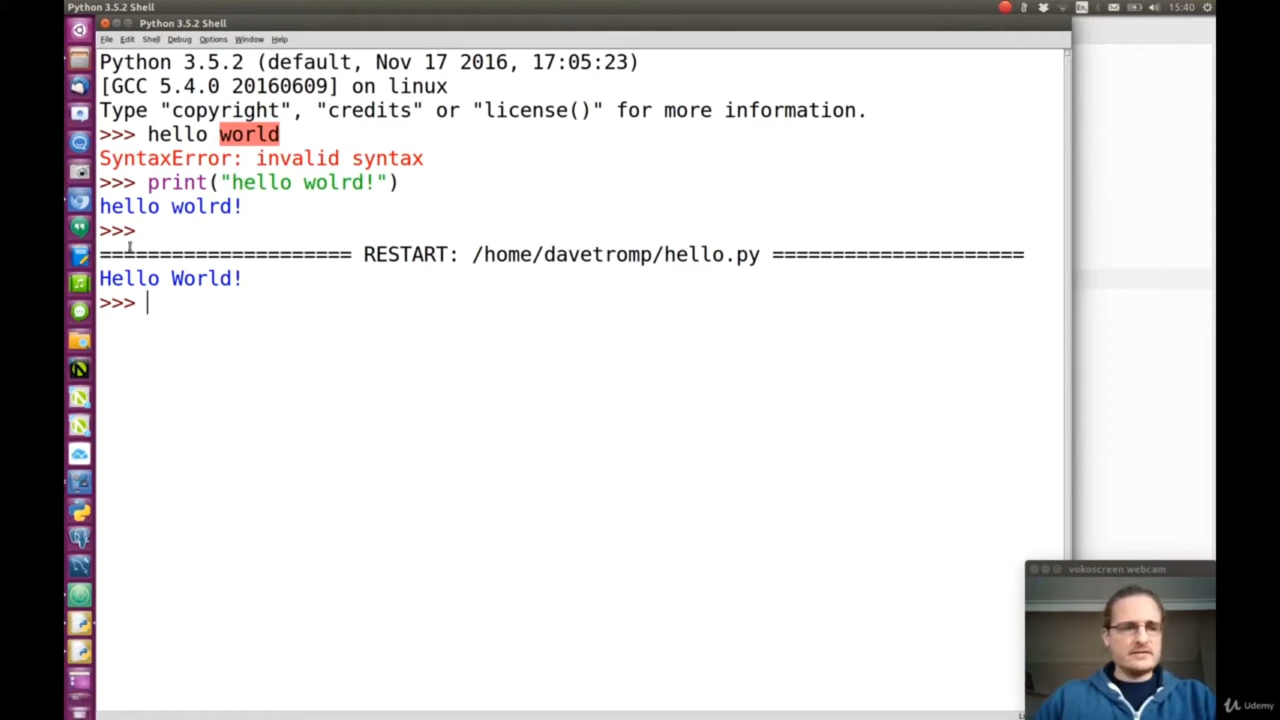 Python 3.5.2 Shell
En
15:40
Python 3.5.2 Shell
File Edit Shell Debug Options Window Help
Python 3.5.2 (default, Nov 17 2016, 17:05:23)
[GCC 5.4.0 20160609] on linux
Type "copyright", "credits" or "license()" for more information.
>>> hello world
SyntaxError: invalid syntax
>>> print("hello wolrd!")
hello wolrd!
>>>
===================== RESTART: /home/davetromp/hello.py =====================
Hello World!
>>>
vokoscreen webcam
Udemy